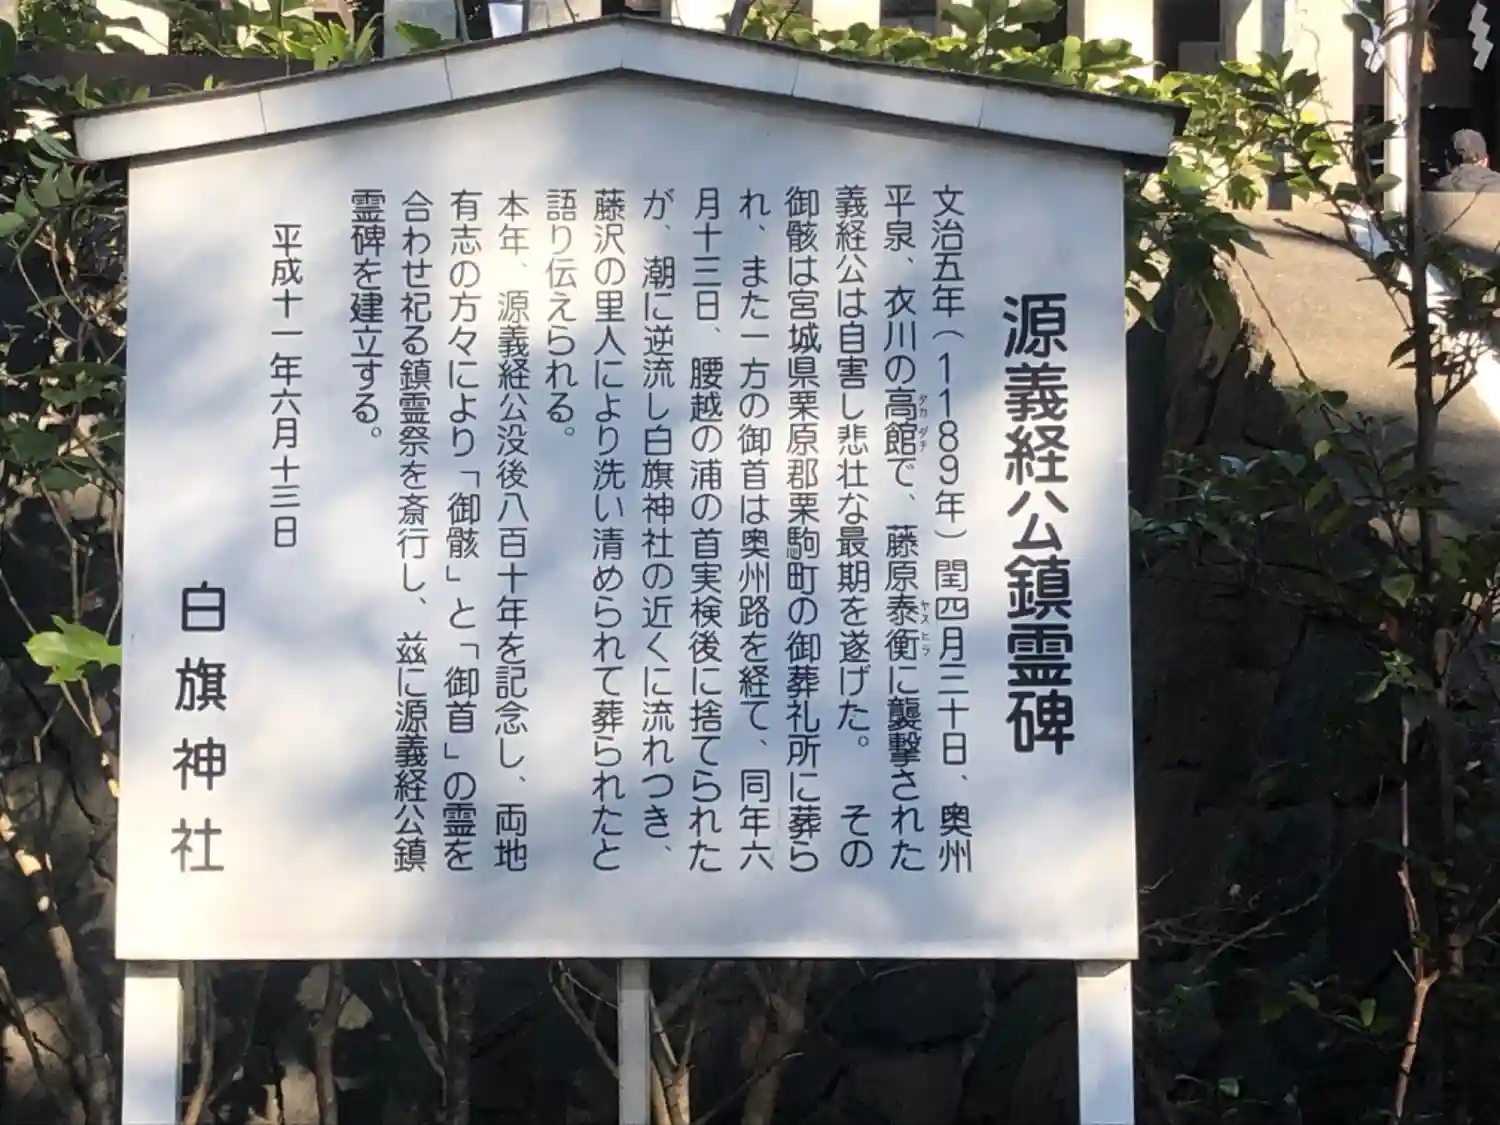 源義経公鎮霊碑
文治五年(1189年)閏四月三十日、奥州
平泉、衣川の高館で、藤原泰衡に襲撃された
タカダチ
ヤスヒラ
義経公は自害し悲壮な最期を遂げた。 その
御骸は宮城県栗原郡栗駒町の御葬礼所に葬ら
れ、また一方の御首は奥州路を経て、同年六
月十三日、腰越の浦の首実検後に捨てられた
が、潮に逆流し白旗神社の近くに流れつき、
藤沢の里人により洗い清められて葬られたと
語り伝えられる。
本年、源義経公没後八百十年を記念し、両地
有志の方々により「御骸」と「御首」の霊を
合わせ祀る鎮霊祭を斎行し、玆に源義経公鎮
霊碑を建立する。
平成十一年六月十三日
白旗神社